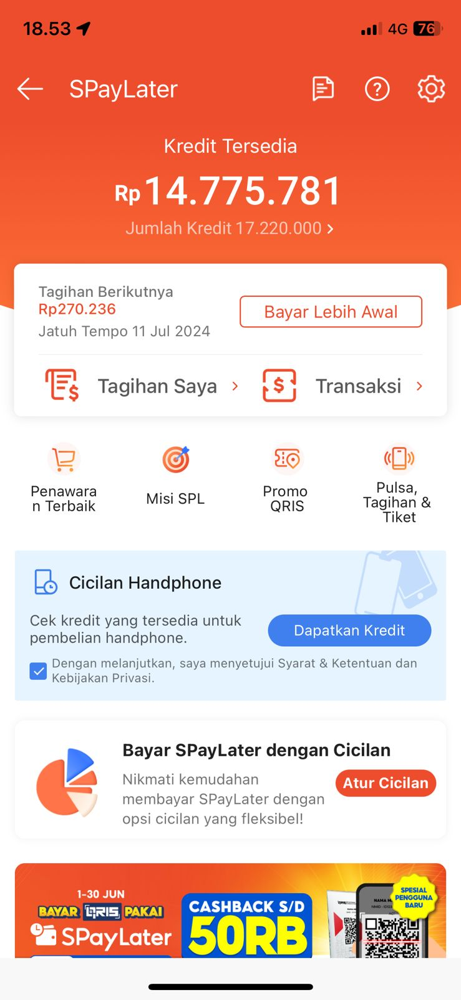 18.53
4G 76
SPayLater
Kredit Tersedia
Rp14.775.781
Jumlah Kredit 17.220.000 >
Tagihan Berikutnya
Rp270.236
Jatuh Tempo 11 Jul 2024
Bayar Lebih Awal
Tagihan Saya >
Transaksi >
Penawara
n Terbaik
Misi SPL
Promo
QRIS
Pulsa,
Tagihan &
Tiket
Cicilan Handphone
Cek kredit yang tersedia untuk
pembelian handphone.
Dapatkan Kredit
Dengan melanjutkan, saya menyetujui Syarat & Ketentuan dan
Kebijakan Privasi.
Bayar SPayLater dengan Cicilan
Nikmati kemudahan
membayar SPayLater dengan
opsi cicilan yang fleksibel!
Atur Cicilan
1-30 JUN
BAYAR QRIS PAKAI
SPayLater
CASHBACK S/D
50RB
SPESIAL
PENGGUNA
BARU